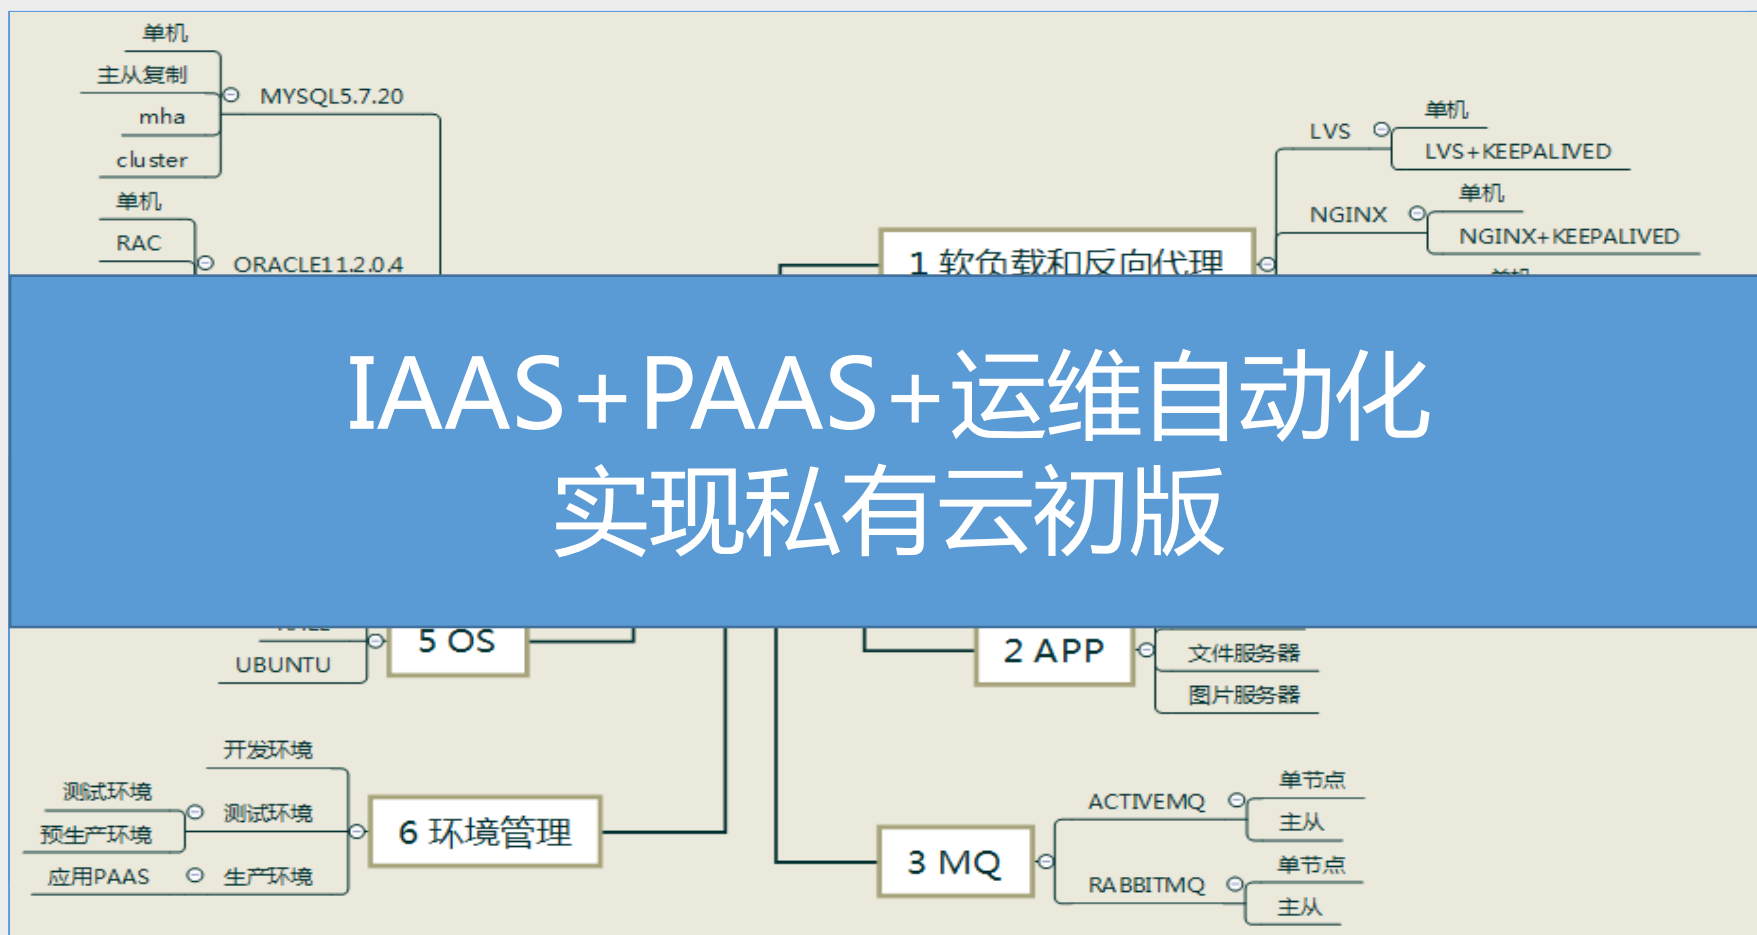 单机
主从复制
MYSQL5.7.20
mha
cluster
单机
RAC
ORACLE11.2.0.4
单机
LVS
LVS+KEEPALIVED
单机
NGINX
NGINX+KEEPALIVED
单机
1 软负载和反向代理
IAAS+PAAS+运维自动化
实现私有云初版
5 OS
UBUNTU
2 APP
文件服务器
图片服务器
开发环境
测试环境
测试环境
预生产环境
6 环境管理
应用PAAS
生产环境
单节点
ACTIVEMQ
主从
3 MQ
单节点
RABBITMQ
主从